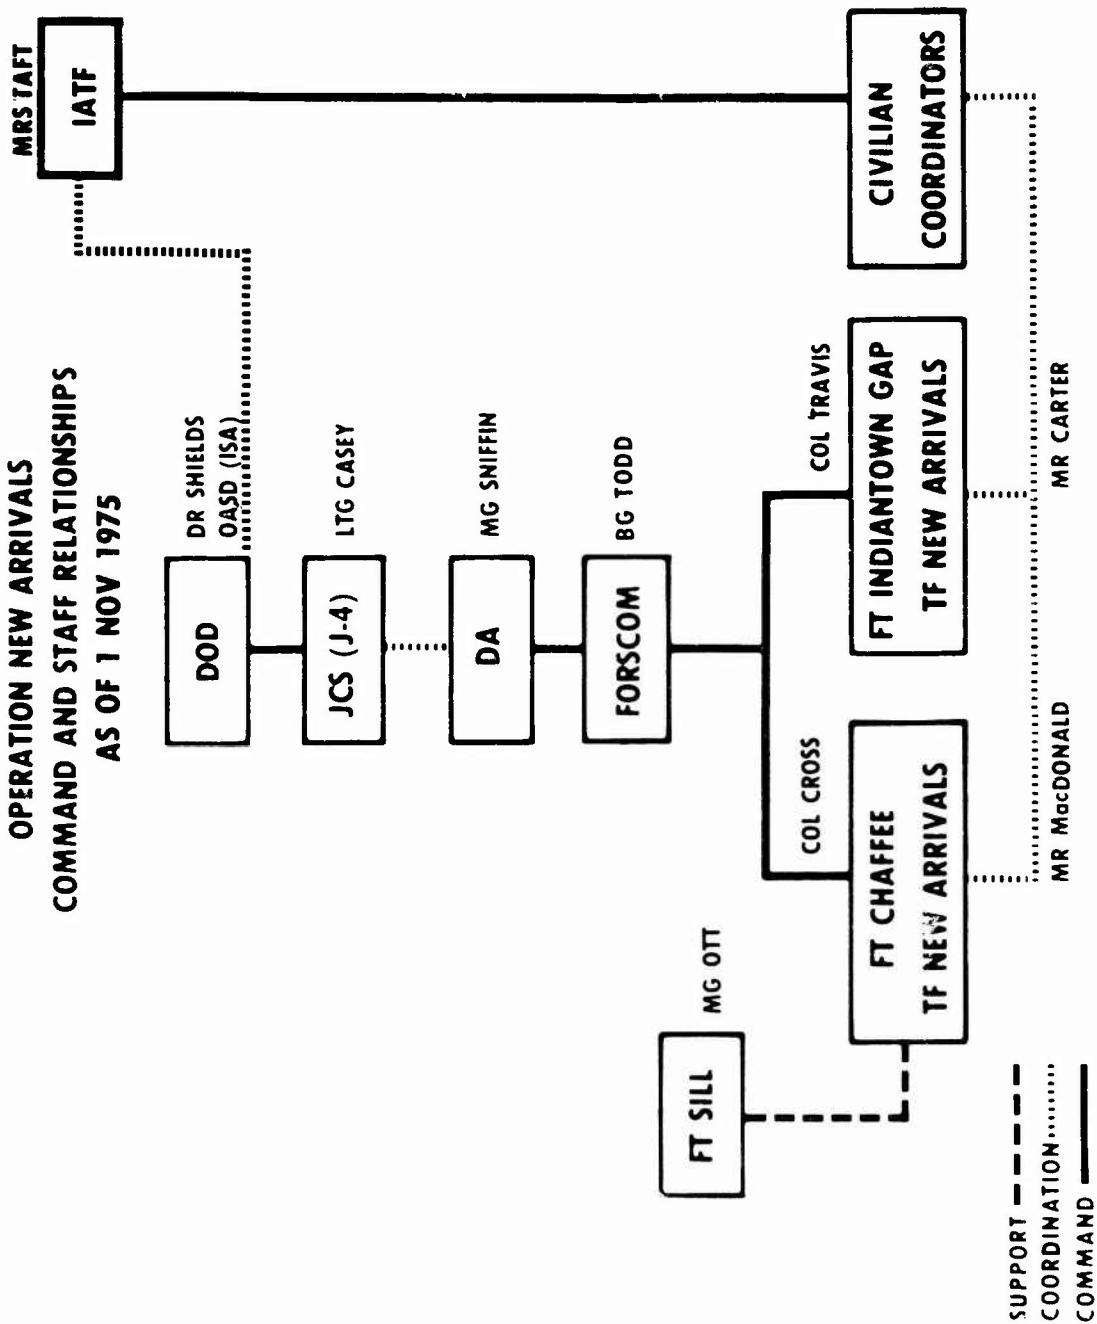 OPERATION NEW ARRIVALS
COMMAND AND STAFF RELATIONSHIPS
AS OF 1 NOV 1975
MRS TAFT
IATF
DR SHIELDS
OASD (ISA)
DOD
LTG CASEY
JCS (J-4)
MG SNIFFIN
DA
BG TODD
FORSCOM
MG OTT
FT SILL
COL CROSS
COL TRAVIS
FT CHAFFEE
TF NEW ARRIVALS
FT INDIANTOWN GAP
TF NEW ARRIVALS
CIVILIAN
COORDINATORS
MR MacDONALD
MR CARTER
SUPPORT
COORDINATION
COMMAND